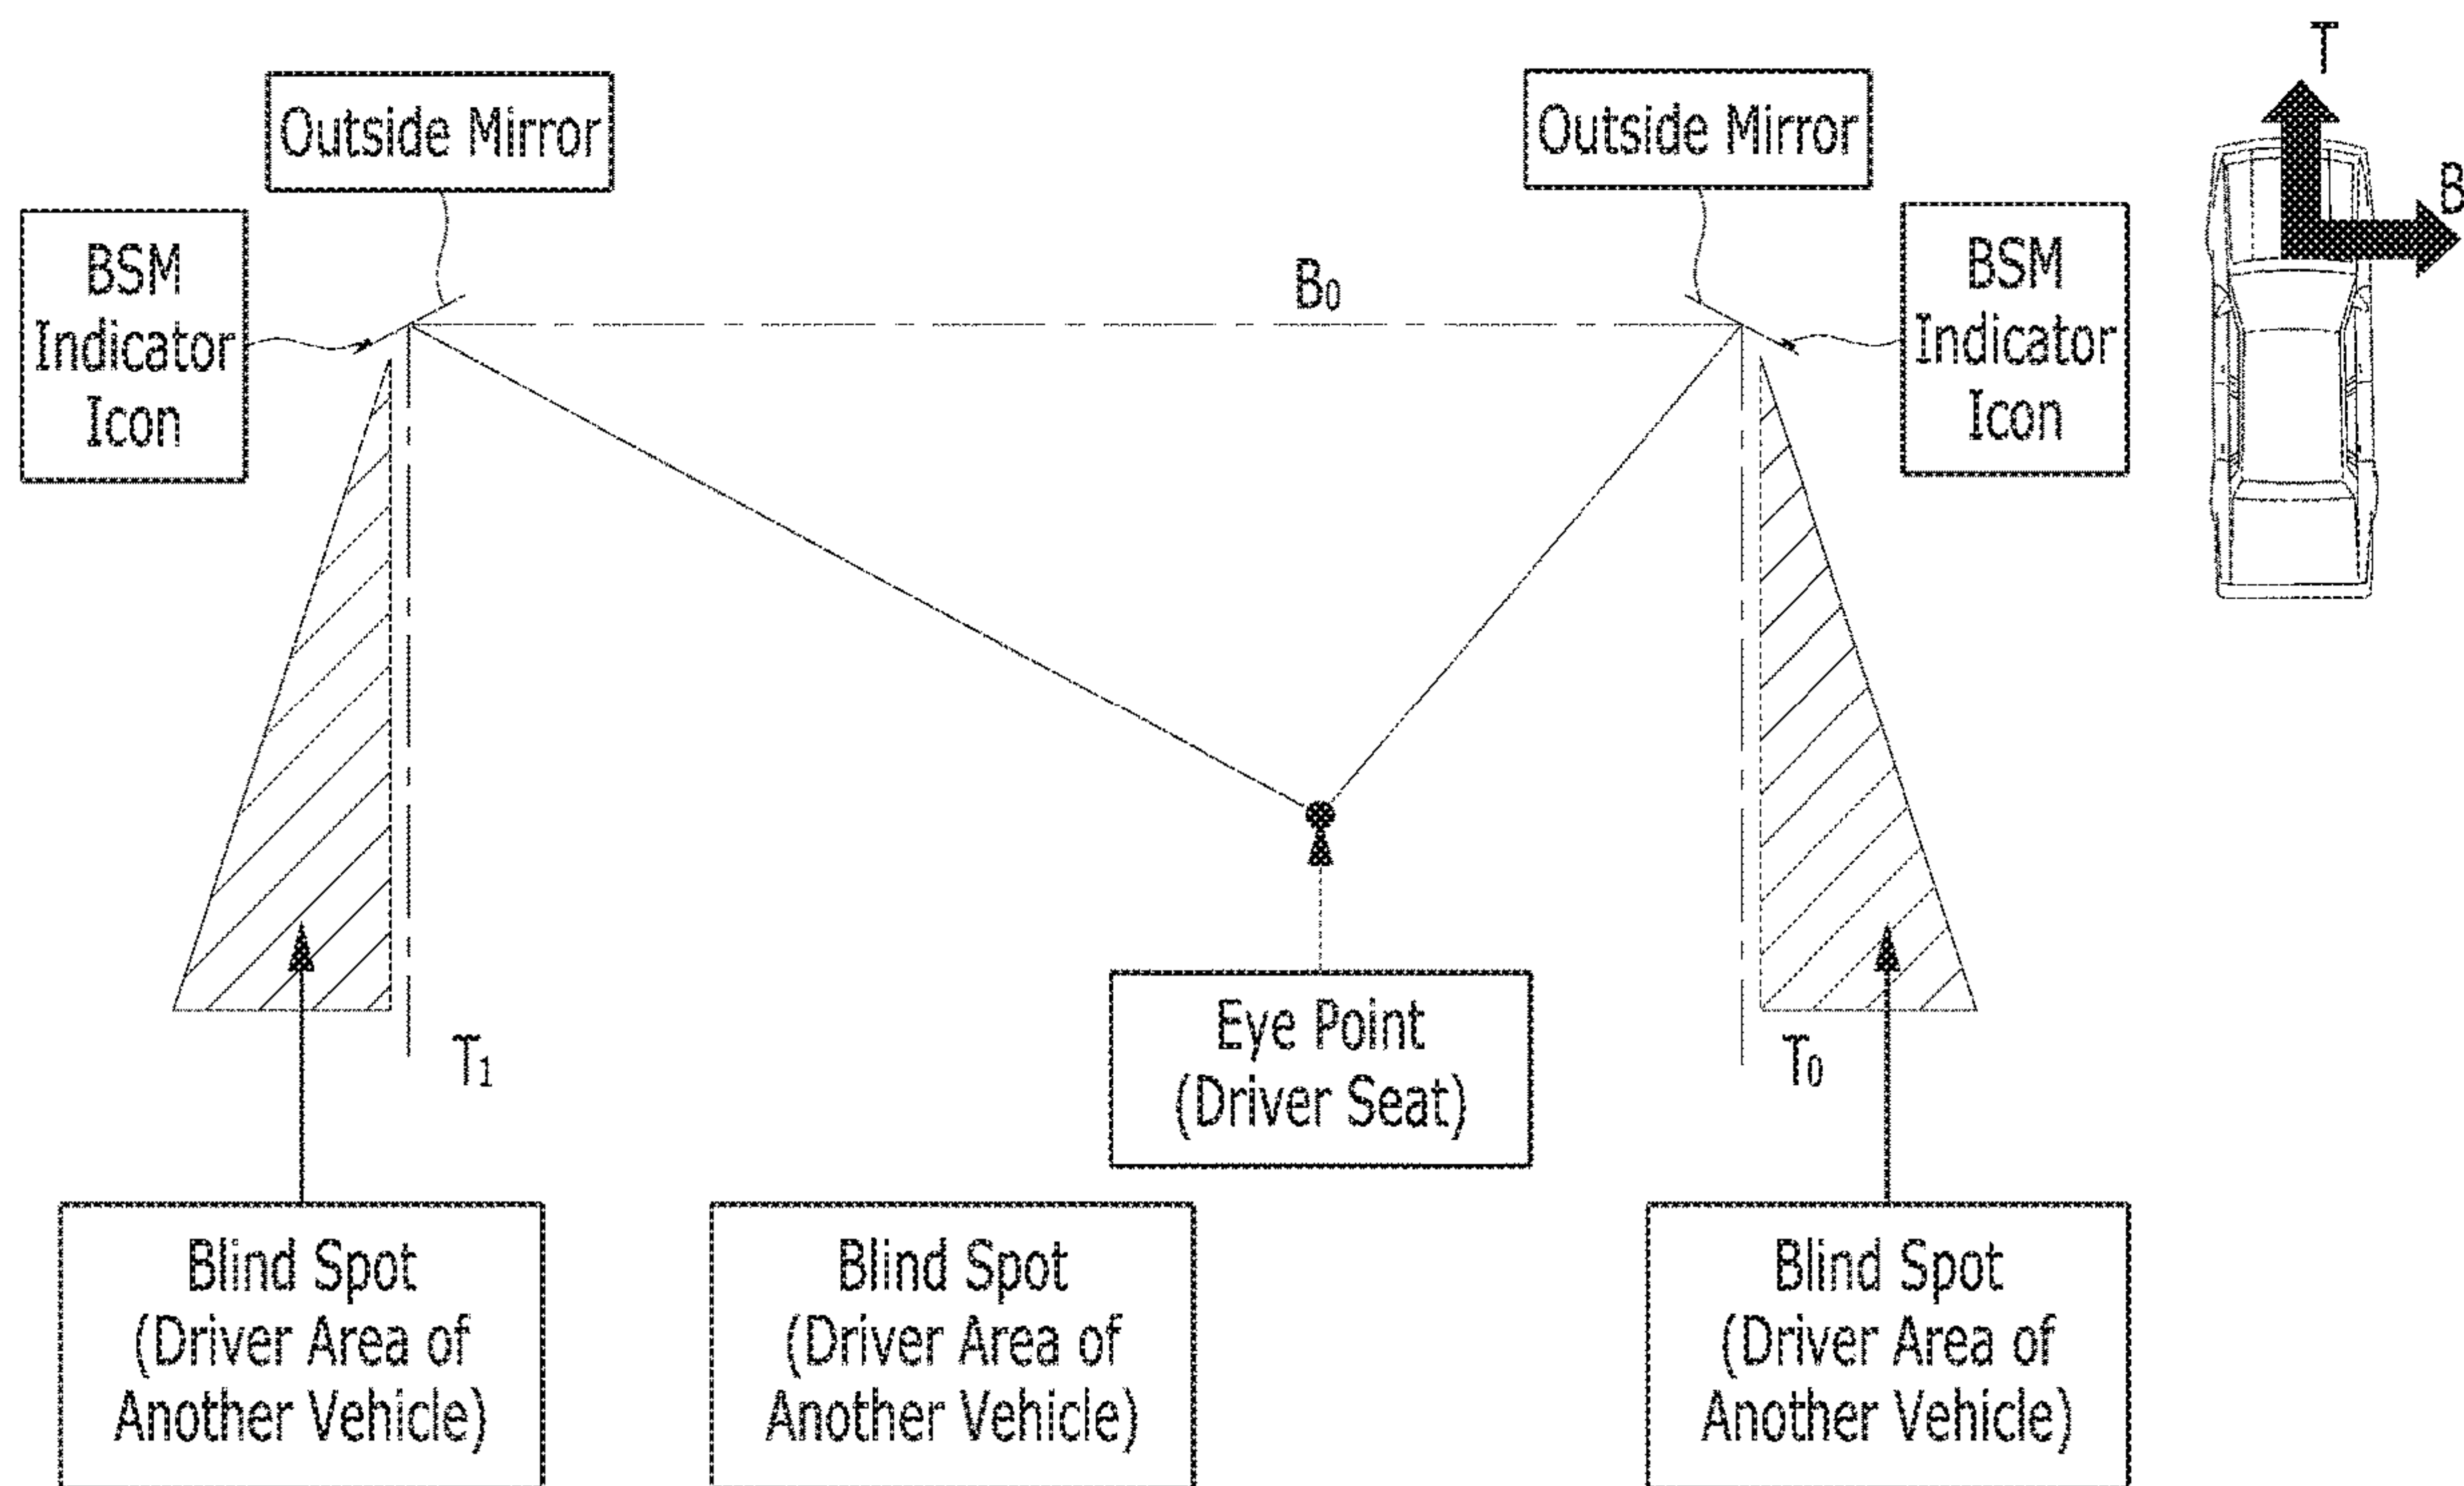 T
Outside Mirror
Outside Mirror
B
BSM
Indicator
Icon
B₀
BSM
Indicator
Icon
Eye Point
(Driver Seat)
T₁
T₀
Blind Spot
(Driver Area of
Another Vehicle)
Blind Spot
(Driver Area of
Another Vehicle)
Blind Spot
(Driver Area of
Another Vehicle)